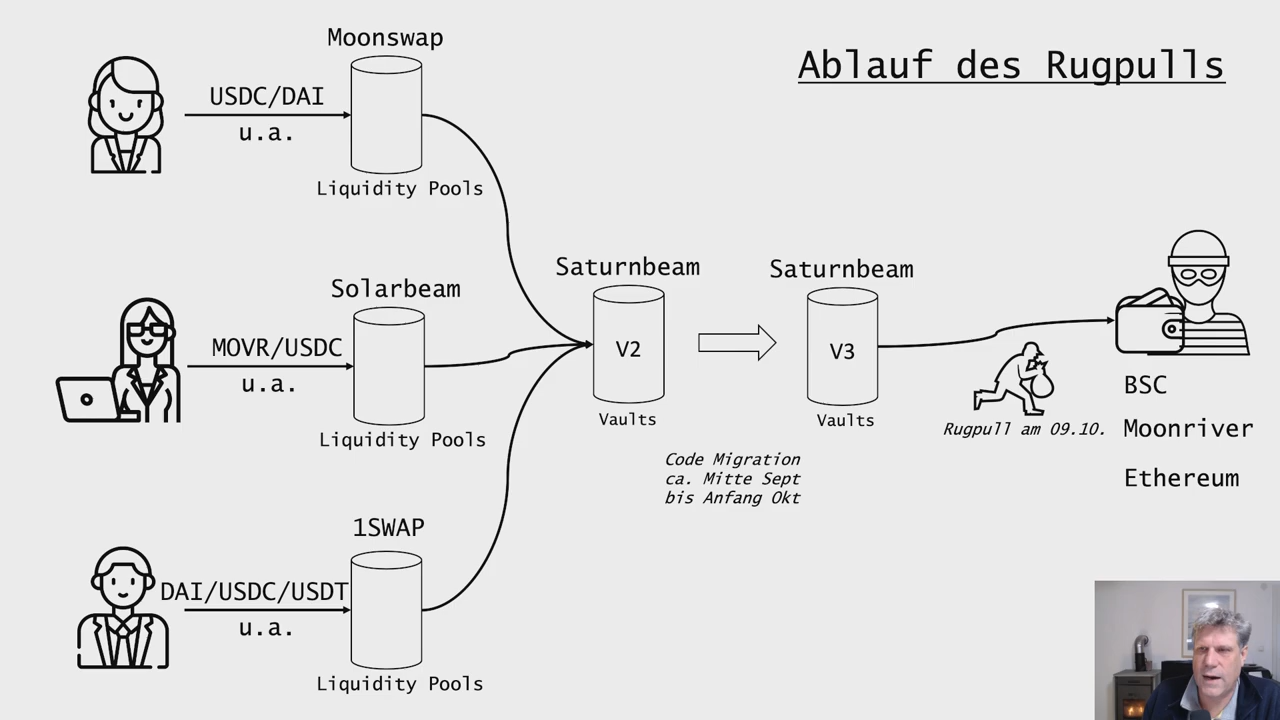 Ablauf des Rugpulls
Moonswap
USDC/DAI
u.a.
Liquidity Pools
Solarbeam
MOVR/USDC
u.a.
Liquidity Pools
1SWAP
DAI/USDC/USDT
u.a.
Liquidity Pools
Saturnbeam
V2
Vaults
Code Migration
ca. Mitte Sept
bis Anfang Okt
Saturnbeam
V3
Vaults
Rugpull am 09.10.
BSC
Moonriver
Ethereum